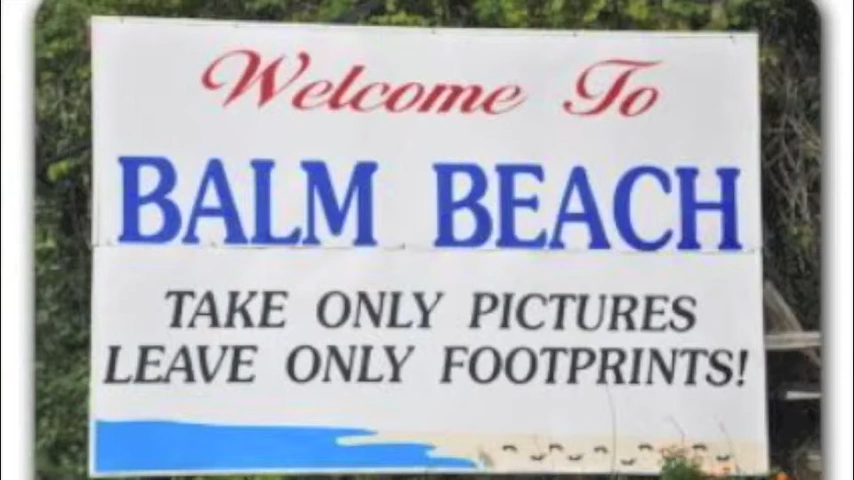 Welcome To
BALM BEACH
TAKE ONLY PICTURES
LEAVE ONLY FOOTPRINTS!